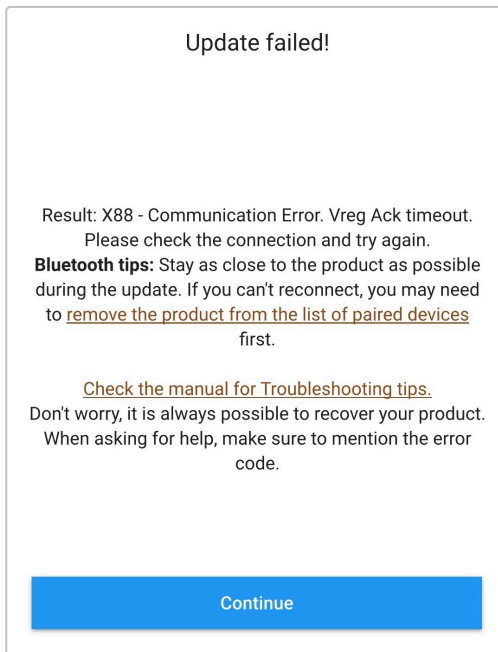 Update failed!
Result: X88 - Communication Error. Vreg Ack timeout.
Please check the connection and try again.
Bluetooth tips: Stay as close to the product as possible
during the update. If you can't reconnect, you may need
to remove the product from the list of paired devices
first.
Check the manual for Troubleshooting tips.
Don't worry, it is always possible to recover your product.
When asking for help, make sure to mention the error
code.
Continue